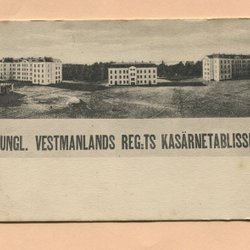 UNGL. VESTMANLANDS REG:TS KASÄRNETABLISS